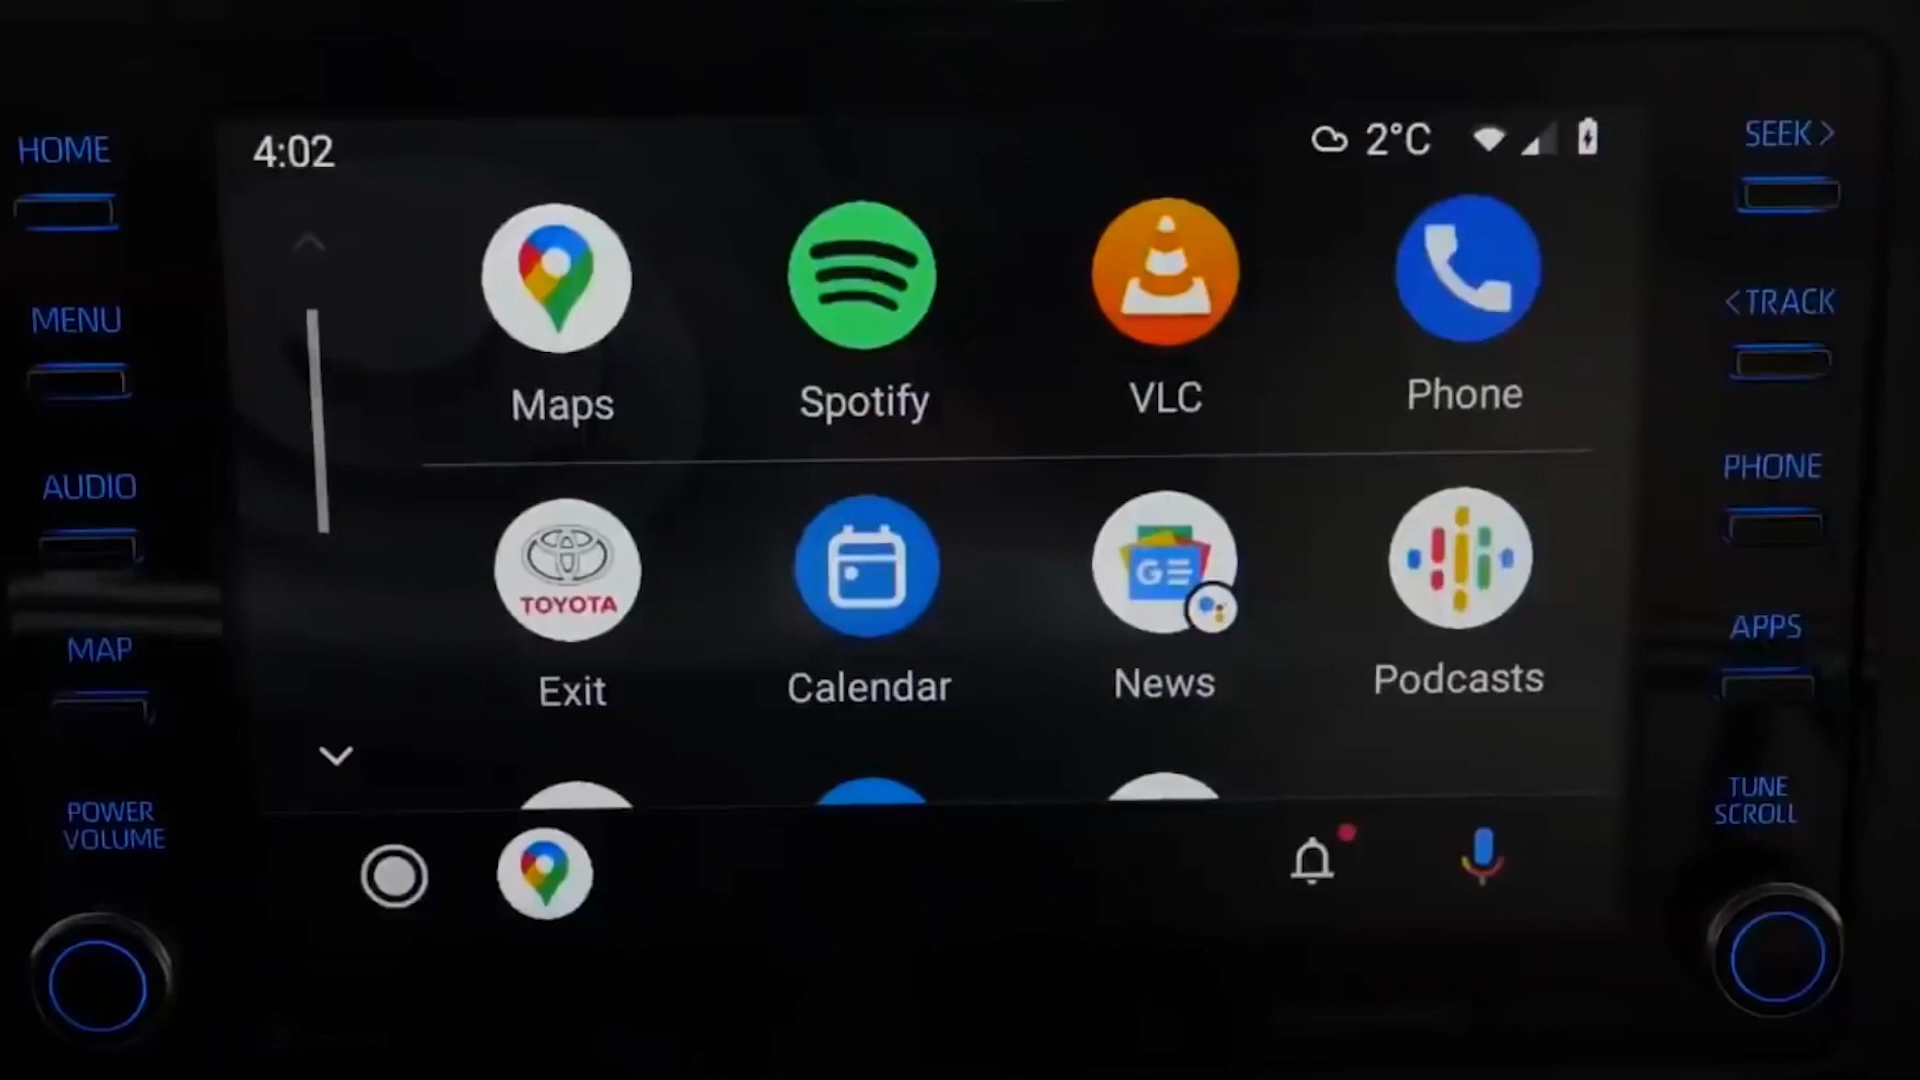 HOME
MENU
AUDIO
MAP
POWER
VOLUME
4:02
2°C
Maps
Spotify
VLC
Phone
TOYOTA
Exit
Calendar
GE
News
Podcasts
SEEK >
< TRACK
PHONE
APPS
TUNE
SCROLL